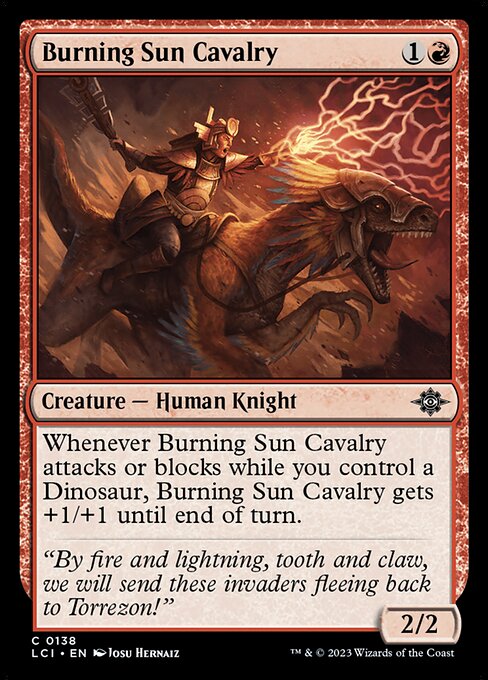 Burning Sun Cavalry 1
Creature — Human Knight
Whenever Burning Sun Cavalry
attacks or blocks while you control a
Dinosaur, Burning Sun Cavalry gets
+1/+1 until end of turn.
“By fire and lightning, tooth and claw,
we will send these invaders fleeing back
to Torrezon!”
2/2
C 0138
LCI • EN Josu Hernaiz
™ & © 2023 Wizards of the Coast